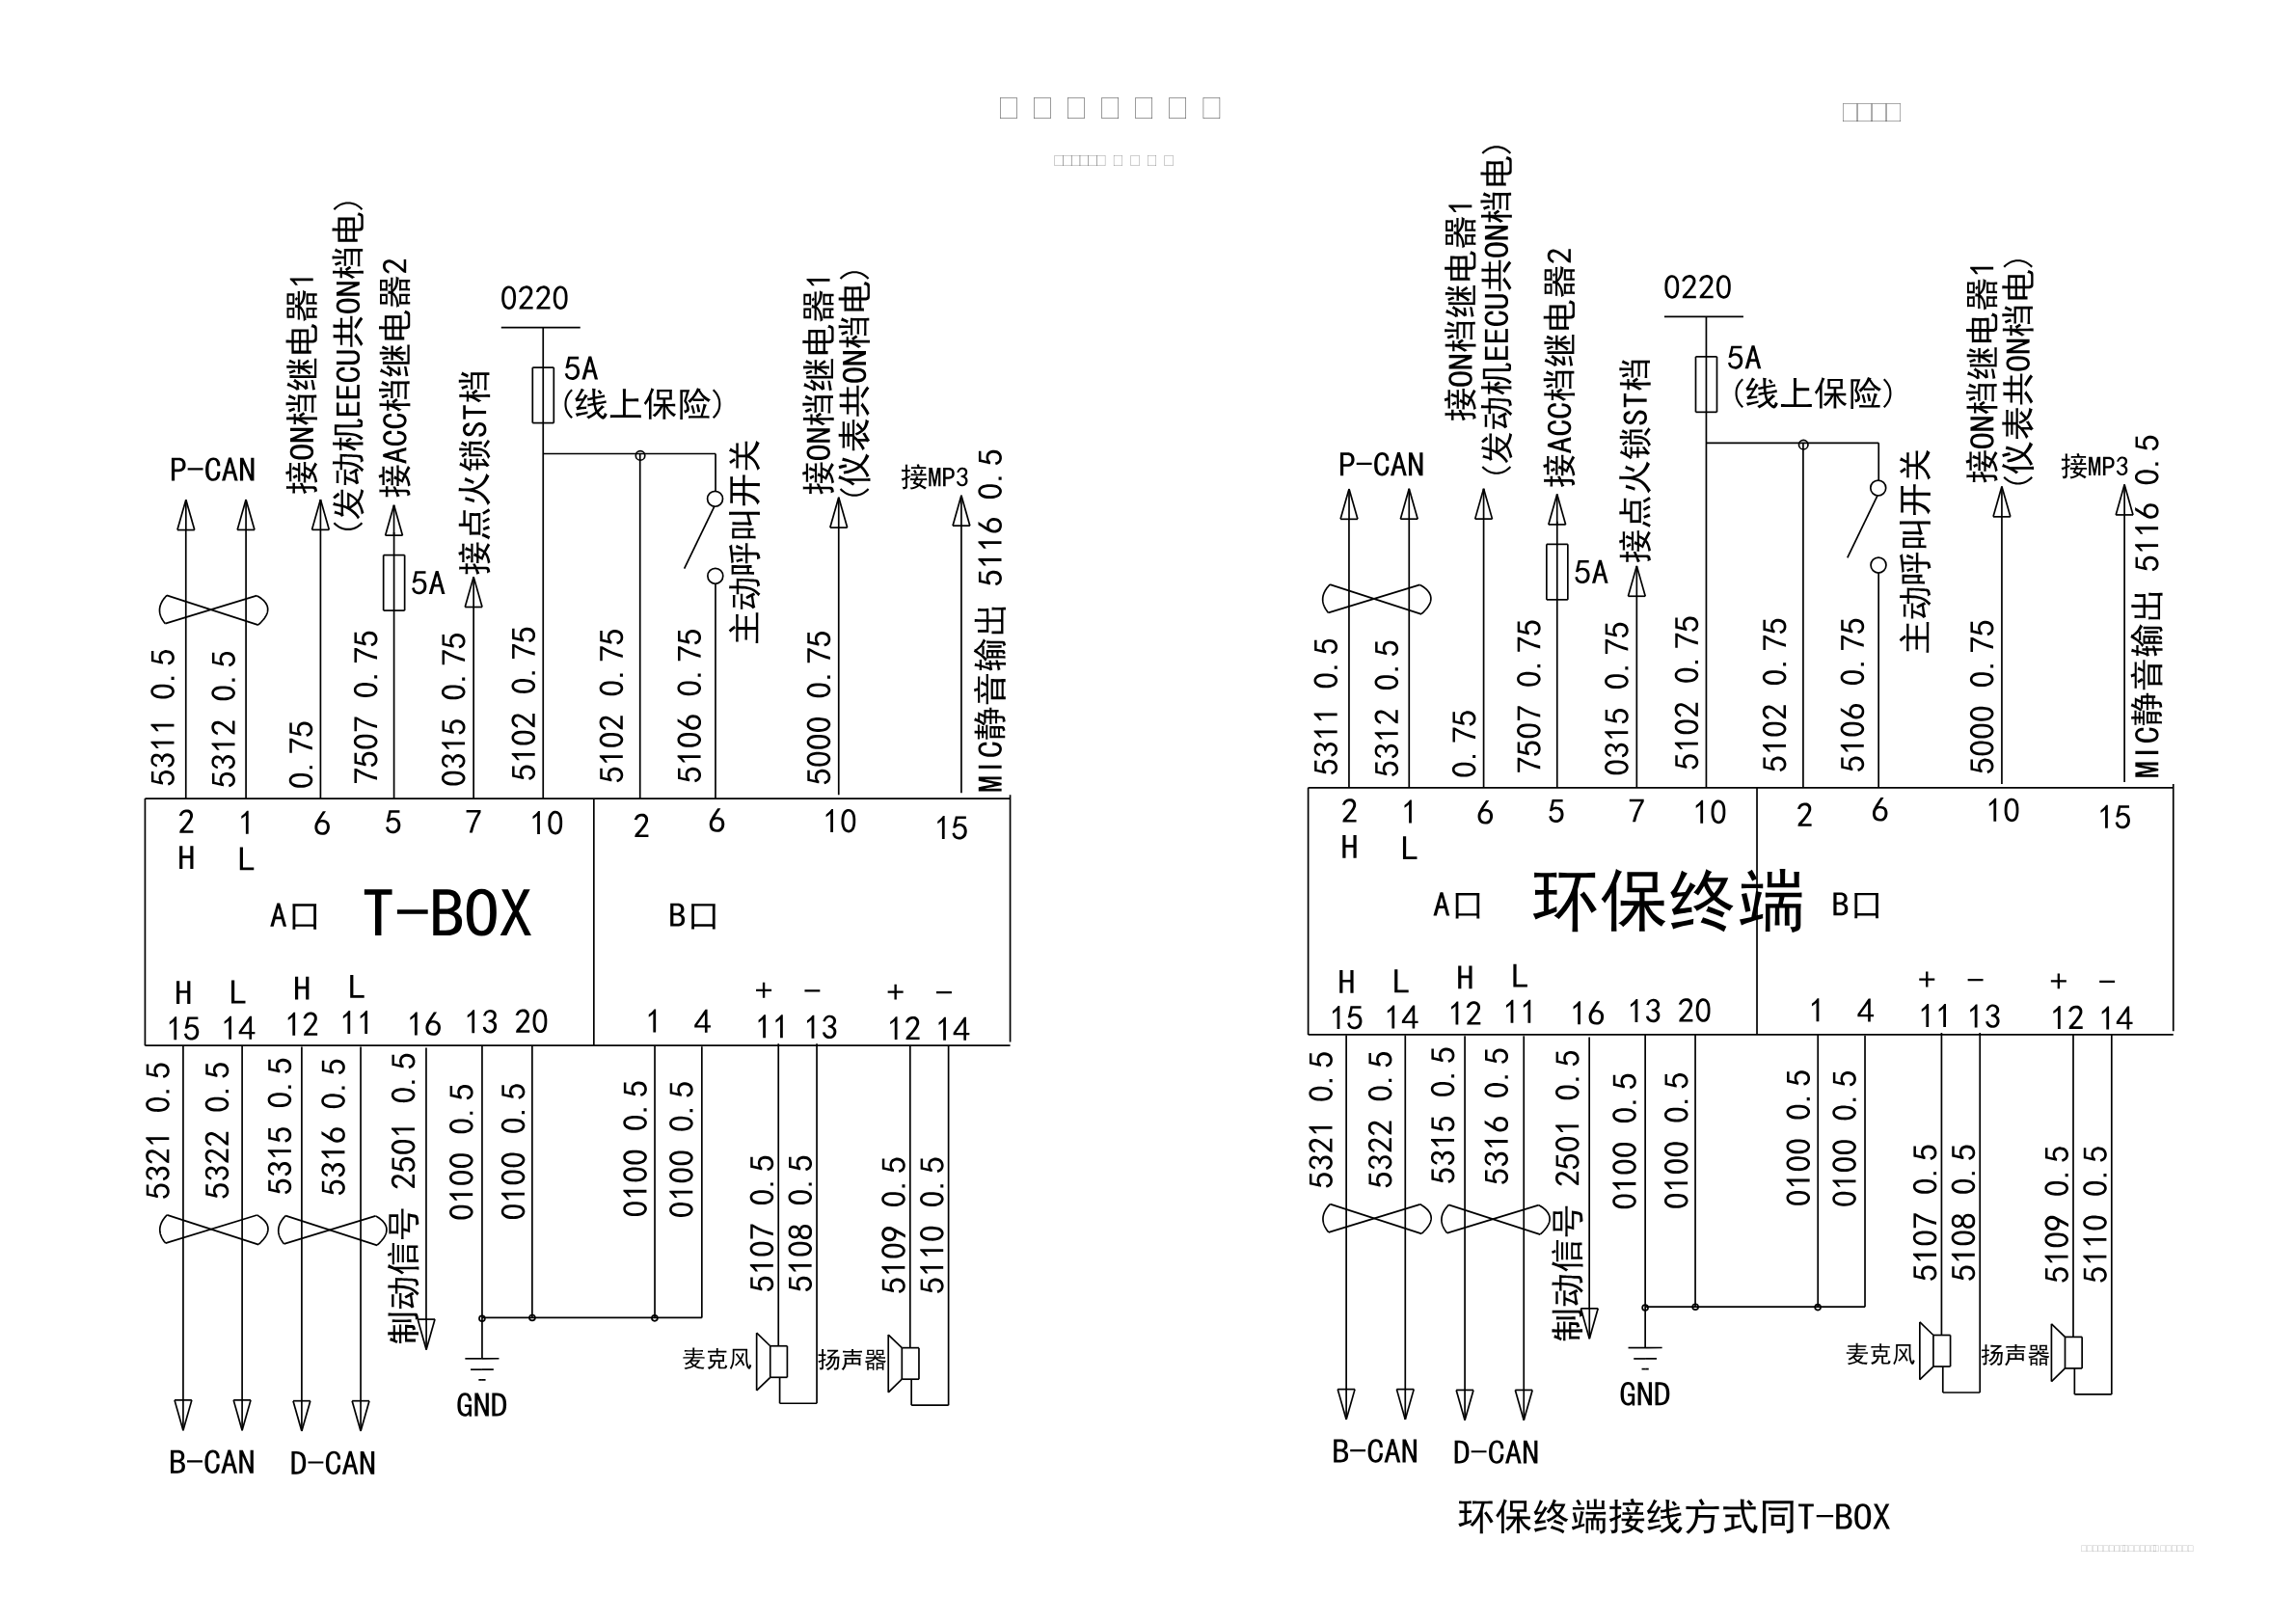 0220
5A
(线上保险)
P-CAN
接ON档继电器1
(发动机EECU共ON档电)
接ACC档继电器2
5A
接点火锁ST档
主动呼叫开关
接ON档继电器1
(仪表共ON档电)
接MP3
MIC静音输出 5116 0.5
5311 0.5
5312 0.5
0.75
7507 0.75
0315 0.75
5102 0.75
5102 0.75
5106 0.75
5000 0.75
2 1 6 5 7 10 2 6 10 15
H L
A口 T-BOX B口
H L H L + - + -
15 14 12 11 16 13 20 1 4 11 13 12 14
5321 0.5
5322 0.5
5315 0.5
5316 0.5
制动信号 2501 0.5
0100 0.5
0100 0.5
0100 0.5
0100 0.5
5107 0.5
5108 0.5
5109 0.5
5110 0.5
麦克风
扬声器
GND
B-CAN D-CAN
0220
5A
(线上保险)
P-CAN
接ON档继电器1
(发动机EECU共ON档电)
接ACC档继电器2
5A
接点火锁ST档
主动呼叫开关
接ON档继电器1
(仪表共ON档电)
接MP3
MIC静音输出 5116 0.5
5311 0.5
5312 0.5
0.75
7507 0.75
0315 0.75
5102 0.75
5102 0.75
5106 0.75
5000 0.75
2 1 6 5 7 10 2 6 10 15
H L
A口 环保终端 B口
H L H L + - + -
15 14 12 11 16 13 20 1 4 11 13 12 14
5321 0.5
5322 0.5
5315 0.5
5316 0.5
制动信号 2501 0.5
0100 0.5
0100 0.5
0100 0.5
0100 0.5
5107 0.5
5108 0.5
5109 0.5
5110 0.5
麦克风
扬声器
GND
B-CAN D-CAN
环保终端接线方式同T-BOX